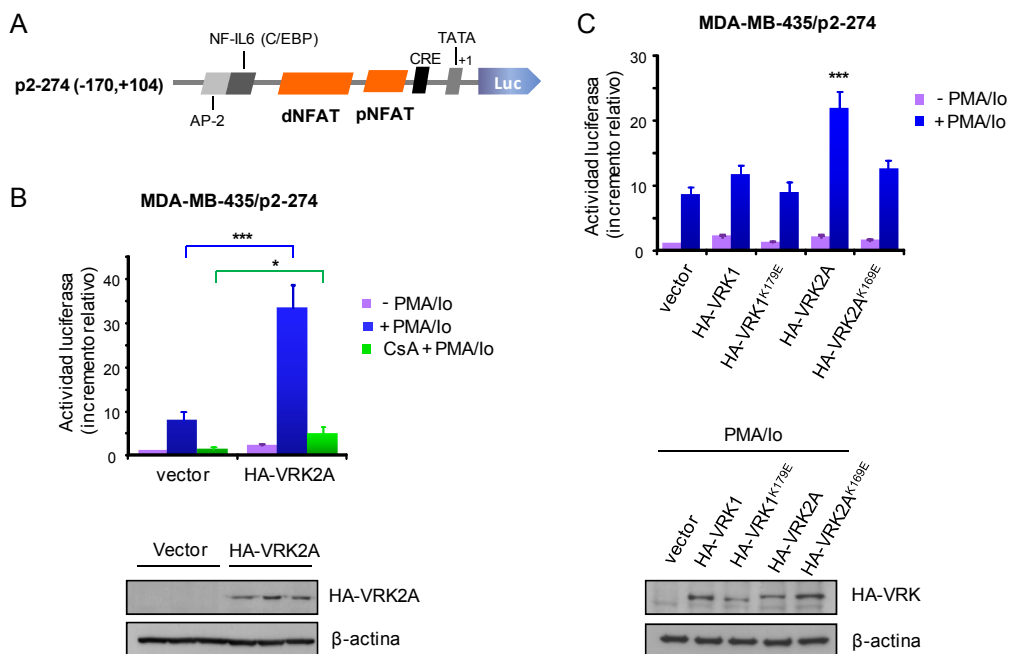 A
NF-IL6 (C/EBP)
TATA
CRE
+1
p2-274 (-170,+104)
Luc
AP-2
dNFAT
pNFAT
B
MDA-MB-435/p2-274
***
*
Actividad luciferasa
(incremento relativo)
40
30
20
10
0
vector
HA-VRK2A
- PMA/Io
+ PMA/Io
CsA + PMA/Io
Vector
HA-VRK2A
HA-VRK2A
β-actina
C
MDA-MB-435/p2-274
***
Actividad luciferasa
(incremento relativo)
30
20
10
0
vector
HA-VRK1
HA-VRK1K179E
HA-VRK2A
HA-VRK2AK169E
- PMA/Io
+ PMA/Io
PMA/Io
vector
HA-VRK1
HA-VRK1K179E
HA-VRK2A
HA-VRK2AK169E
HA-VRK
β-actina